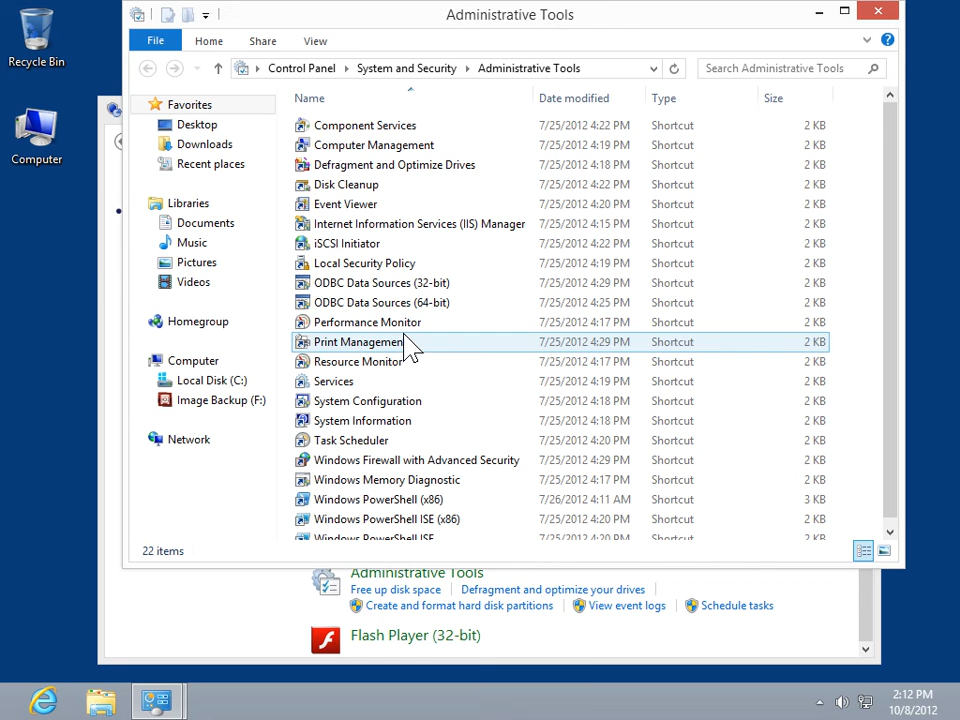 Recycle Bin
Computer
Administrative Tools
File Home Share View
Control Panel System and Security Administrative Tools Search Administrative Tools
Name Date modified Type Size
Favorites
Desktop
Downloads
Recent places
Libraries
Documents
Music
Pictures
Videos
Homegroup
Computer
Local Disk (C:)
Image Backup (F:)
Network
Component Services 7/25/2012 4:22 PM Shortcut 2 KB
Computer Management 7/25/2012 4:19 PM Shortcut 2 KB
Defragment and Optimize Drives 7/25/2012 4:18 PM Shortcut 2 KB
Disk Cleanup 7/25/2012 4:22 PM Shortcut 2 KB
Event Viewer 7/25/2012 4:20 PM Shortcut 2 KB
Internet Information Services (IIS) Manager 7/25/2012 4:15 PM Shortcut 2 KB
iSCSI Initiator 7/25/2012 4:22 PM Shortcut 2 KB
Local Security Policy 7/25/2012 4:19 PM Shortcut 2 KB
ODBC Data Sources (32-bit) 7/25/2012 4:29 PM Shortcut 2 KB
ODBC Data Sources (64-bit) 7/25/2012 4:25 PM Shortcut 2 KB
Performance Monitor 7/25/2012 4:17 PM Shortcut 2 KB
Print Managemen 7/25/2012 4:29 PM Shortcut 2 KB
Resource Monitor 7/25/2012 4:17 PM Shortcut 2 KB
Services 7/25/2012 4:19 PM Shortcut 2 KB
System Configuration 7/25/2012 4:18 PM Shortcut 2 KB
System Information 7/25/2012 4:18 PM Shortcut 2 KB
Task Scheduler 7/25/2012 4:20 PM Shortcut 2 KB
Windows Firewall with Advanced Security 7/25/2012 4:29 PM Shortcut 2 KB
Windows Memory Diagnostic 7/25/2012 4:17 PM Shortcut 2 KB
Windows PowerShell (x86) 7/26/2012 4:11 AM Shortcut 3 KB
Windows PowerShell ISE (x86) 7/25/2012 4:20 PM Shortcut 2 KB
Windows PowerShell ISE 7/25/2012 4:20 PM Shortcut 2 KB
22 items
Administrative Tools
Free up disk space Defragment and optimize your drives
Create and format hard disk partitions View event logs Schedule tasks
Flash Player (32-bit)
2:12 PM
10/8/2012